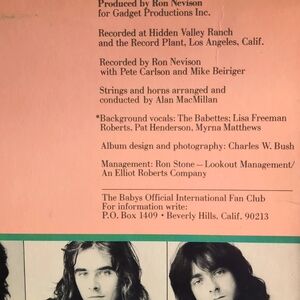 Produced by Ron Nevison
for Gadget Productions Inc.
Recorded at Hidden Valley Ranch
and the Record Plant, Los Angeles, Calif.
Recorded by Ron Nevison
with Pete Carlson and Mike Beiriger
Strings and horns arranged and
conducted by Alan MacMillan
*Background vocals: The Babettes: Lisa Freeman
Roberts. Pat Henderson, Myrna Matthews
Album design and photography: Charles W. Bush
Management: Ron Stone – Lookout Management/
An Elliot Roberts Company
The Babys Official International Fan Club
For information write:
P.O. Box 1409 • Beverly Hills, Calif. 90213